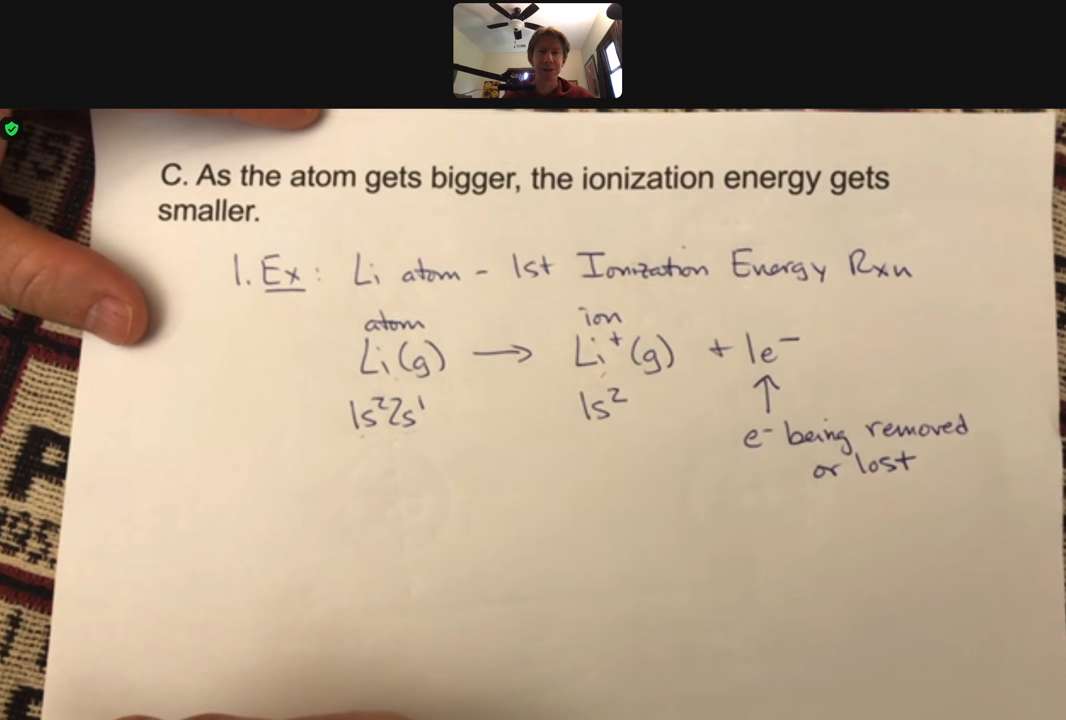 C. As the atom gets bigger, the ionization energy gets
smaller.
1. Ex: Li atom - 1st Ionization Energy Rxn
atom ion
Li(g) → Li⁺(g) + 1e⁻
1s²2s¹ 1s²
↑
e⁻ being removed
or lost